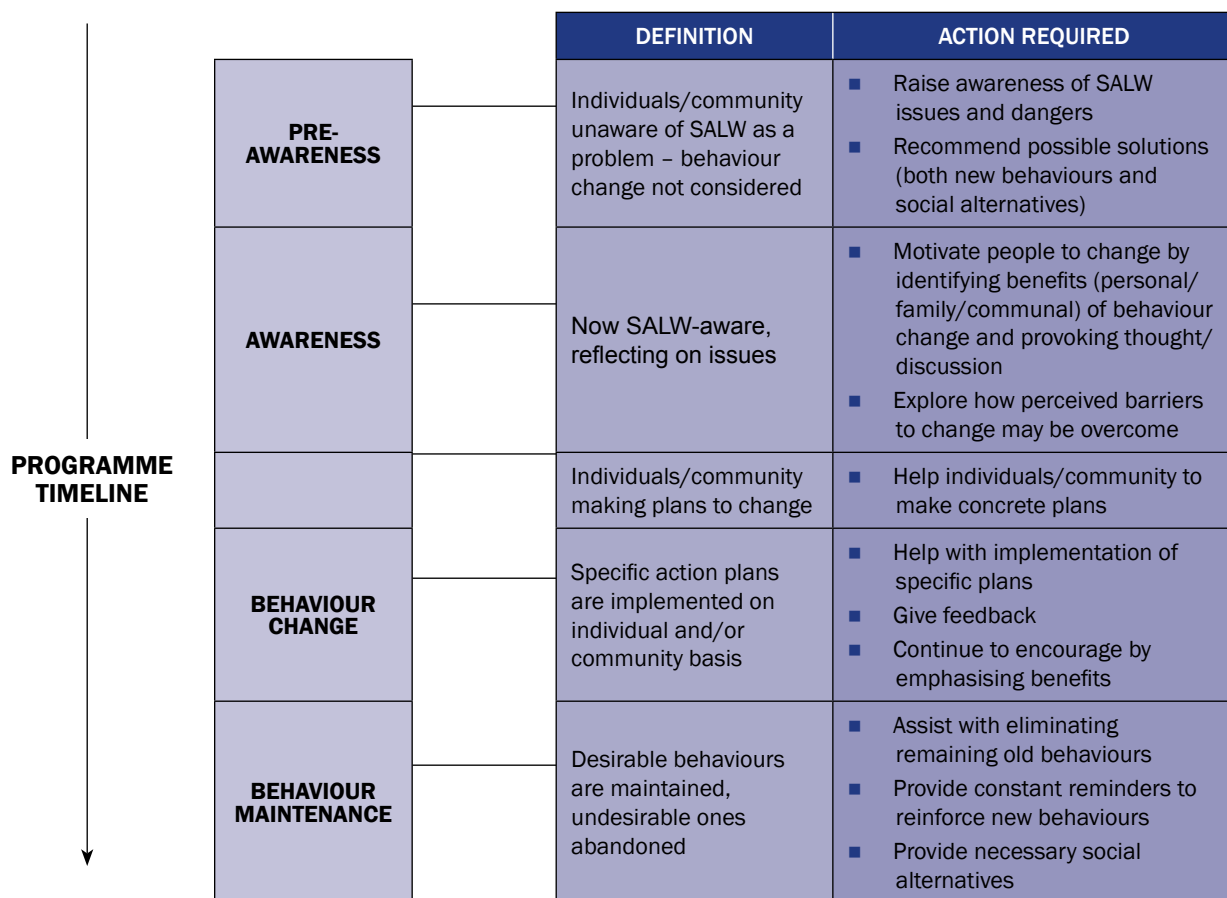 DEFINITION
ACTION REQUIRED
PRE-
AWARENESS
Individuals/community
unaware of SALW as a
problem – behaviour
change not considered
■ Raise awareness of SALW
issues and dangers
■ Recommend possible solutions
(both new behaviours and
social alternatives)
AWARENESS
Now SALW-aware,
reflecting on issues
■ Motivate people to change by
identifying benefits (personal/
family/communal) of behaviour
change and provoking thought/
discussion
■ Explore how perceived barriers
to change may be overcome
PROGRAMME
TIMELINE
Individuals/community
making plans to change
■ Help individuals/community to
make concrete plans
BEHAVIOUR
CHANGE
Specific action plans
are implemented on
individual and/or
community basis
■ Help with implementation of
specific plans
■ Give feedback
■ Continue to encourage by
emphasising benefits
BEHAVIOUR
MAINTENANCE
Desirable behaviours
are maintained,
undesirable ones
abandoned
■ Assist with eliminating
remaining old behaviours
■ Provide constant reminders to
reinforce new behaviours
■ Provide necessary social
alternatives